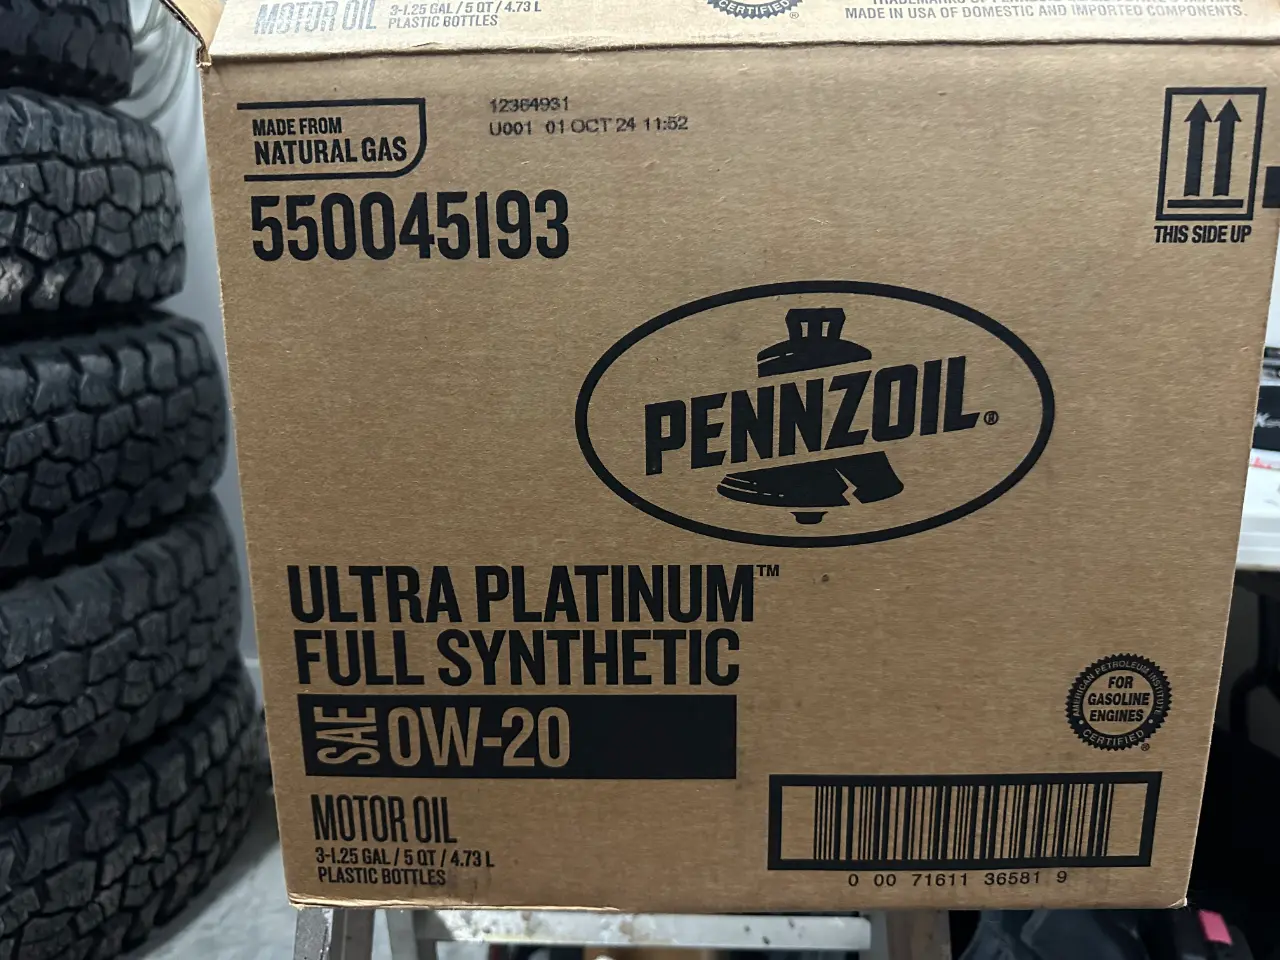 MOTOR OIL
3-1.25 GAL / 5 QT / 4.73 L
PLASTIC BOTTLES
CERTIFIED®
MADE IN USA OF DOMESTIC AND IMPORTED COMPONENTS.
MADE FROM
NATURAL GAS
12364931
U001 01 OCT 24 11:52
550045193
THIS SIDE UP
PENNZOIL®
ULTRA PLATINUM™
FULL SYNTHETIC
SAE 0W-20
AMERICAN PETROLEUM INSTITUTE
FOR
GASOLINE
ENGINES
CERTIFIED®
MOTOR OIL
3-1.25 GAL / 5 QT / 4.73 L
PLASTIC BOTTLES
0 00 71611 36581 9